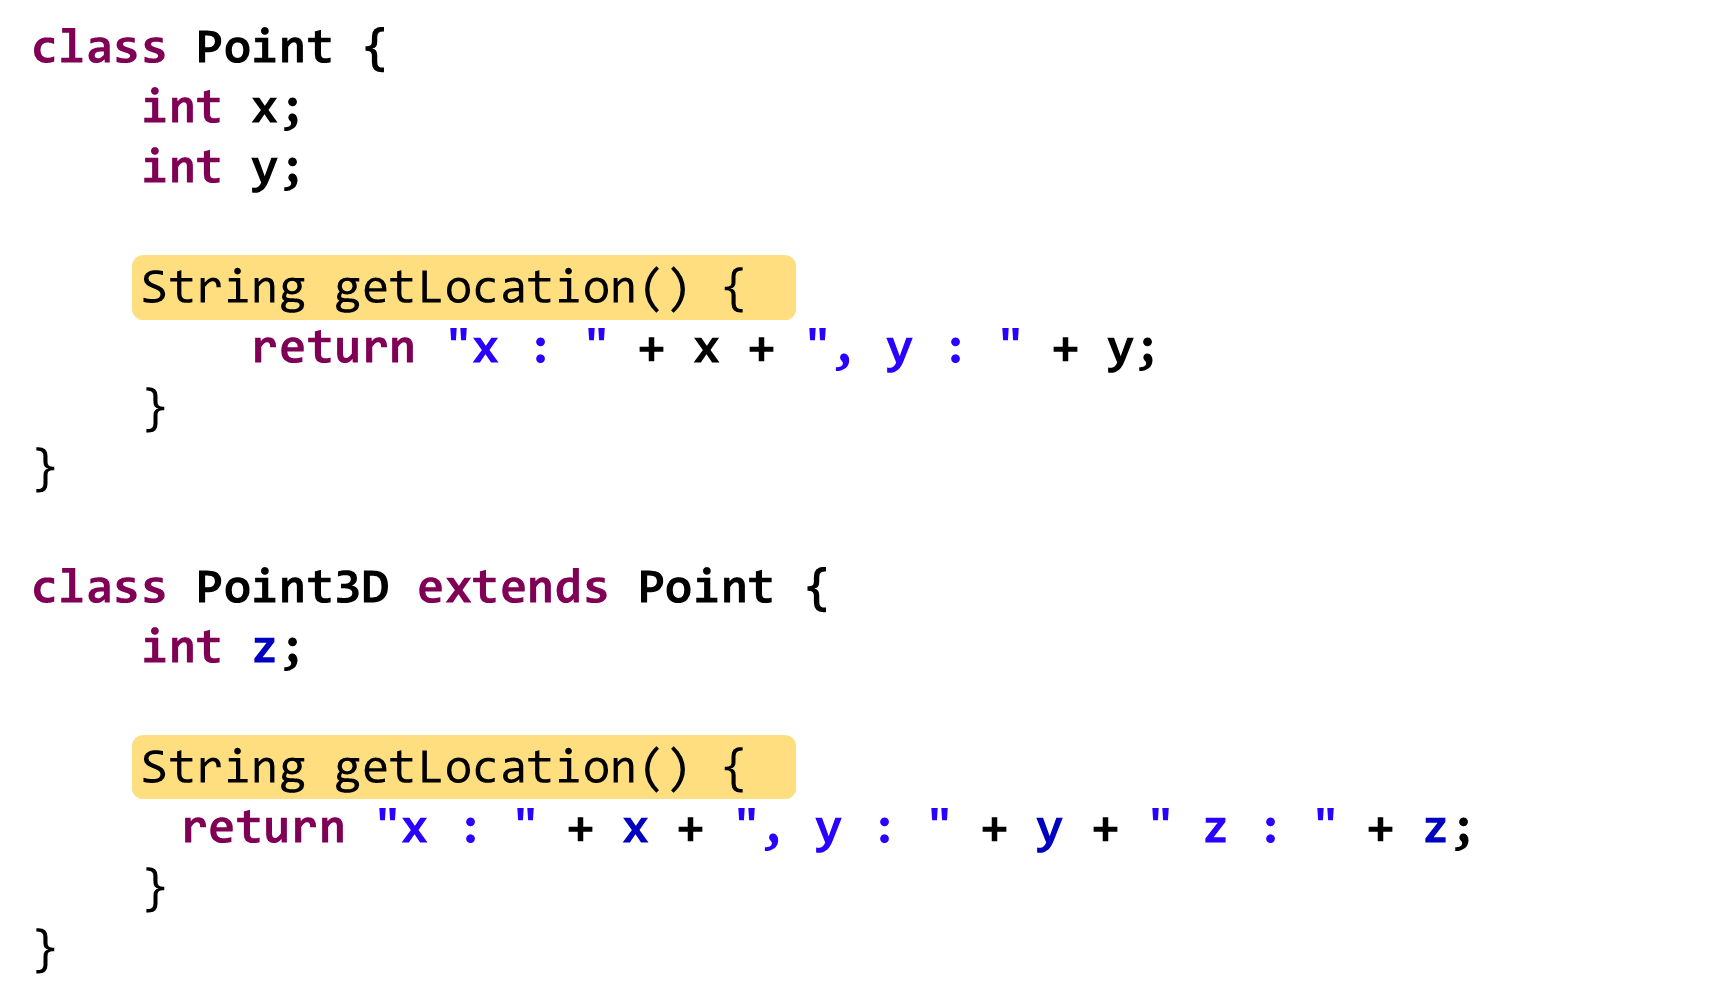 class Point {
    int x;
    int y;

    String getLocation() {
        return "x : " + x + ", y : " + y;
    }
}

class Point3D extends Point {
    int z;

    String getLocation() {
     return "x : " + x + ", y : " + y + " z : " + z;
    }
}